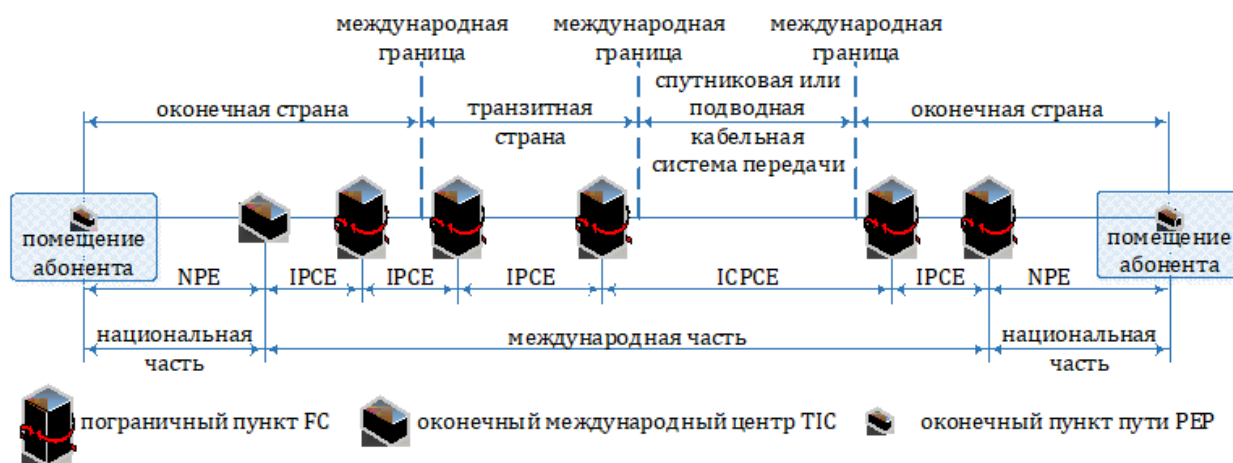 международная граница
международная граница
международная граница
оконечная страна
транзитная страна
спутниковая или подводная кабельная система передачи
оконечная страна
помещение абонента
помещение абонента
NPE
IPCE
IPCE
IPCE
ICPCE
IPCE
NPE
национальная часть
международная часть
национальная часть
пограничный пункт FC
оконечный международный центр TIC
оконечный пункт пути PEP